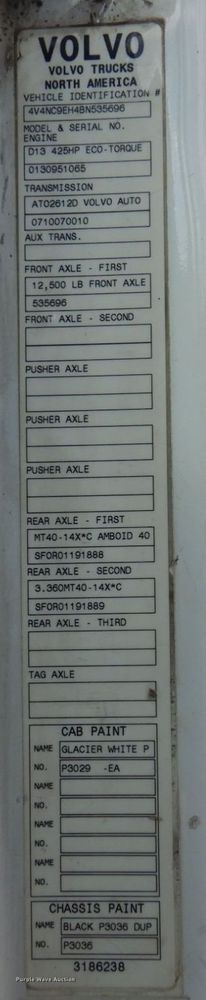 VOLVO
VOLVO TRUCKS
NORTH AMERICA
VEHICLE IDENTIFICATION #
4V4NC9EH4BN535696
MODEL & SERIAL NO.
ENGINE
D13 425HP ECO-TORQUE
0130951065
TRANSMISSION
ATO2612D VOLVO AUTO
0710070010
AUX TRANS.
FRONT AXLE - FIRST
12,500 LB FRONT AXLE
535696
FRONT AXLE - SECOND
PUSHER AXLE
PUSHER AXLE
PUSHER AXLE
REAR AXLE - FIRST
MT40-14X*C AMBOID 40
SFOR01191888
REAR AXLE - SECOND
3.360MT40-14X*C
SFOR01191889
REAR AXLE - THIRD
TAG AXLE
CAB PAINT
NAME GLACIER WHITE P
NO. P3029 -EA
NAME
NO.
NAME
NO.
NAME
NO.
CHASSIS PAINT
NAME BLACK P3036 DUP
NO. P3036
3186238
Purple Wave Auction